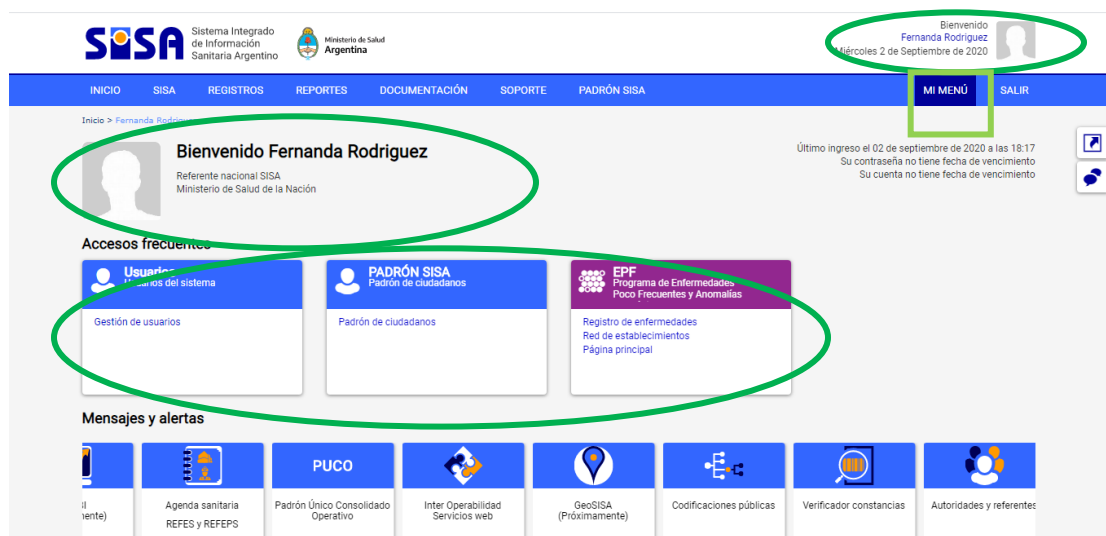 SISA
Sistema Integrado
de Información
Sanitaria Argentino
Ministerio de Salud
Argentina
Bienvenido
Fernanda Rodriguez
Miércoles 2 de Septiembre de 2020
INICIO SISA REGISTROS REPORTES DOCUMENTACIÓN SOPORTE PADRÓN SISA MI MENÚ SALIR
Inicio > Fernanda Rodriguez
Bienvenido Fernanda Rodriguez
Referente nacional SISA
Ministerio de Salud de la Nación
Último ingreso el 02 de septiembre de 2020 a las 18:17
Su contraseña no tiene fecha de vencimiento
Su cuenta no tiene fecha de vencimiento
Accesos frecuentes
Usuarios
Usuarios del sistema
Gestión de usuarios
PADRÓN SISA
Padrón de ciudadanos
Padrón de ciudadanos
EPF
Programa de Enfermedades
Poco Frecuentes y Anomalías
Registro de enfermedades
Red de establecimientos
Página principal
Mensajes y alertas
Agenda sanitaria
REFES y REFEPS
PUCO
Padrón Único Consolidado
Operativo
Inter Operabilidad
Servicios web
GeoSISA
(Próximamente)
Codificaciones públicas
Verificador constancias
Autoridades y referentes